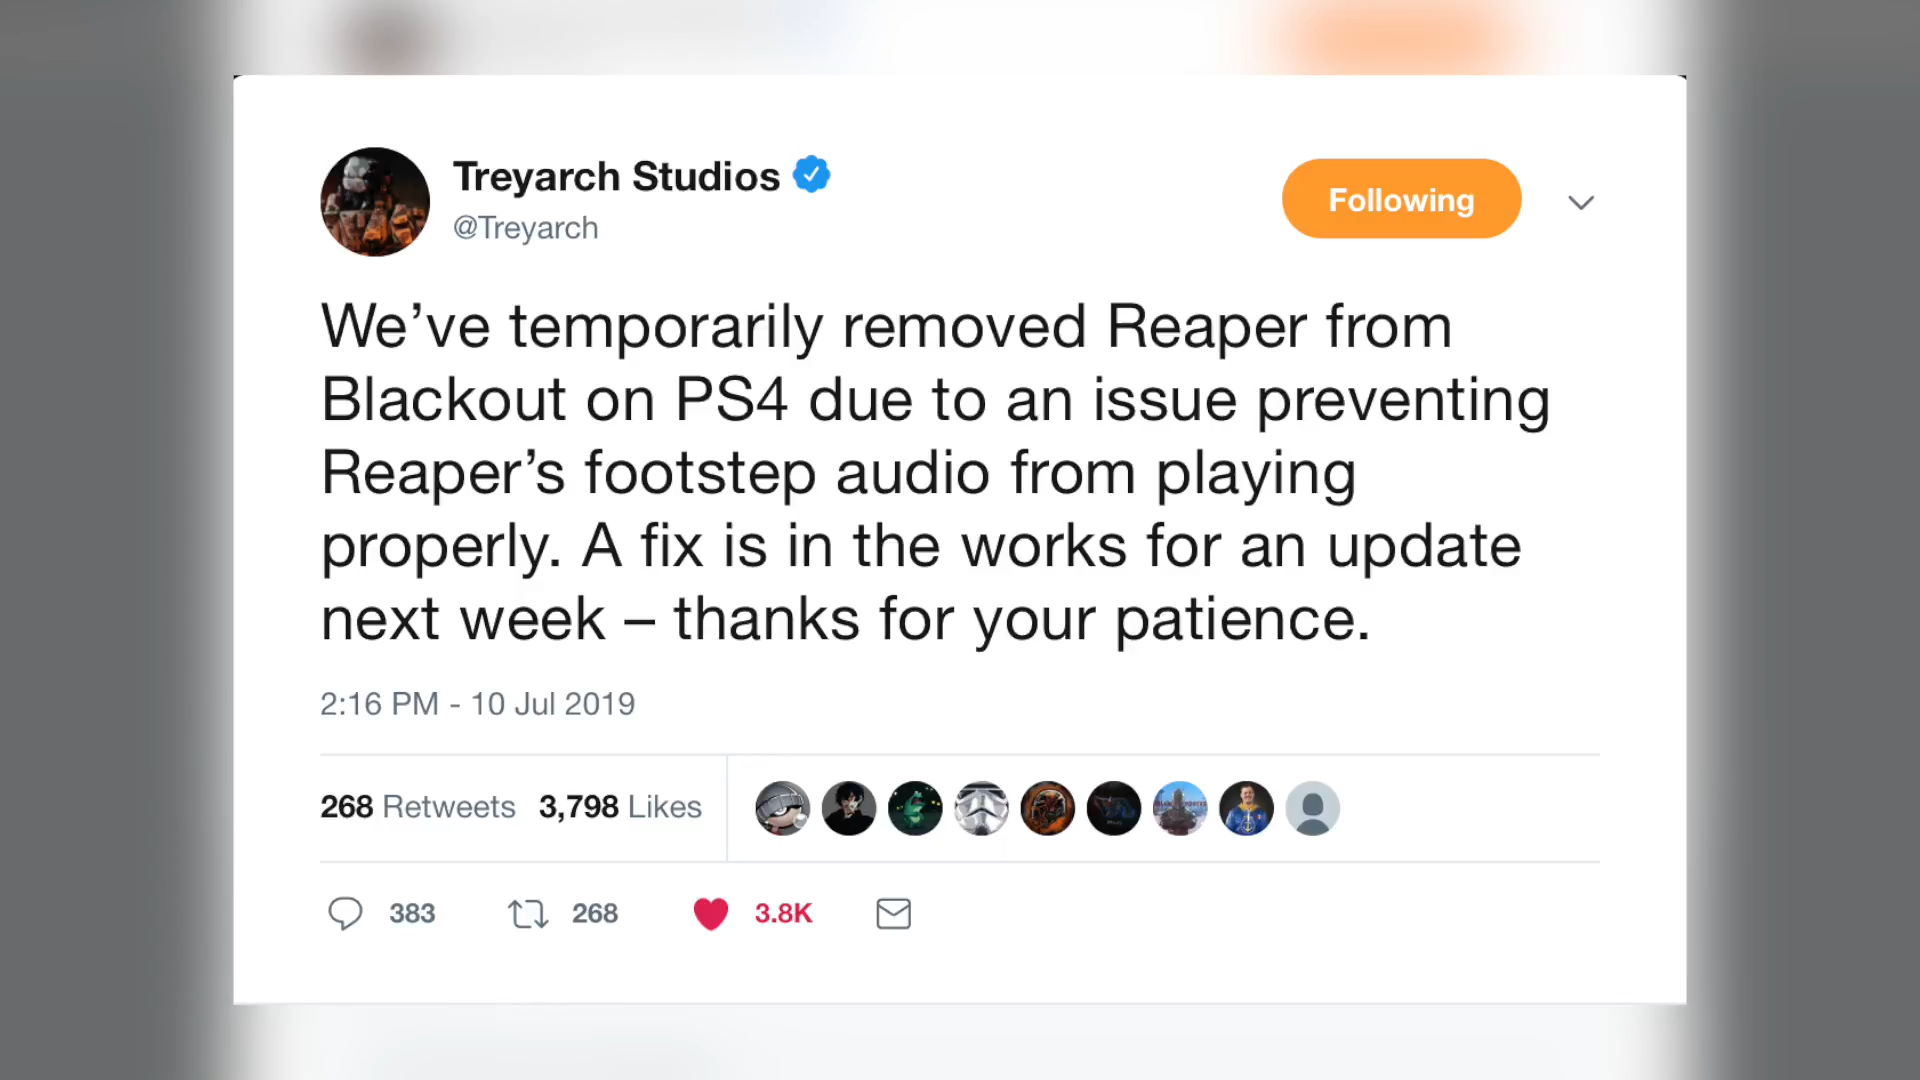 Treyarch Studios
@Treyarch
Following
We’ve temporarily removed Reaper from
Blackout on PS4 due to an issue preventing
Reaper’s footstep audio from playing
properly. A fix is in the works for an update
next week – thanks for your patience.
2:16 PM - 10 Jul 2019
268 Retweets 3,798 Likes
383 268 3.8K